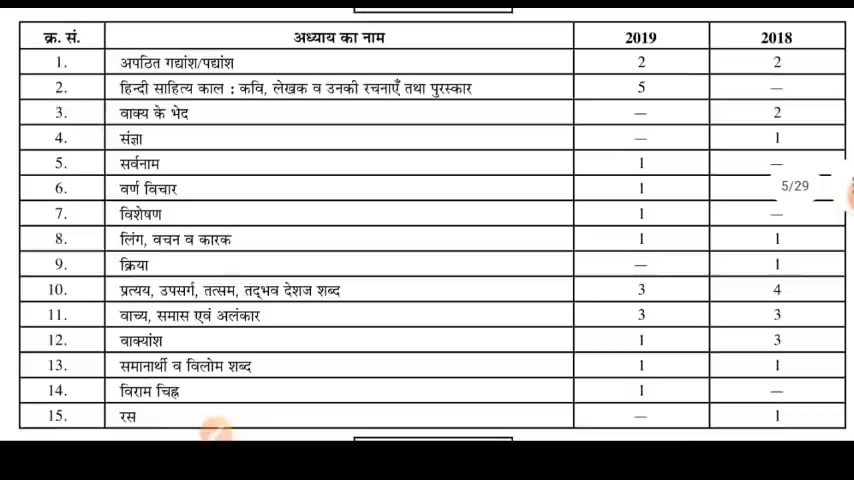 क्र. सं. अध्याय का नाम 2019 2018
1. अपठित गद्यांश/पद्यांश 2 2
2. हिन्दी साहित्य काल : कवि, लेखक व उनकी रचनाएँ तथा पुरस्कार 5 —
3. वाक्य के भेद — 2
4. संज्ञा — 1
5. सर्वनाम 1 —
6. वर्ण विचार 1
5/29
7. विशेषण 1 —
8. लिंग, वचन व कारक 1 1
9. क्रिया — 1
10. प्रत्यय, उपसर्ग, तत्सम, तद्भव देशज शब्द 3 4
11. वाच्य, समास एवं अलंकार 3 3
12. वाक्यांश 1 3
13. समानार्थी व विलोम शब्द 1 1
14. विराम चिह्न 1 —
15. रस — 1